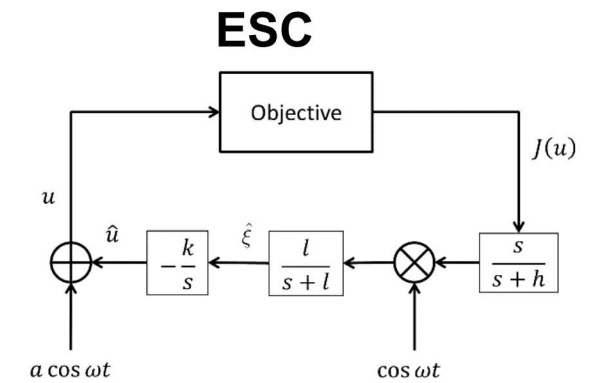 ESC
Objective
J(u)
u
û
- k/s
ξ̂
l/(s + l)
s/(s + h)
a cos ωt
cos ωt